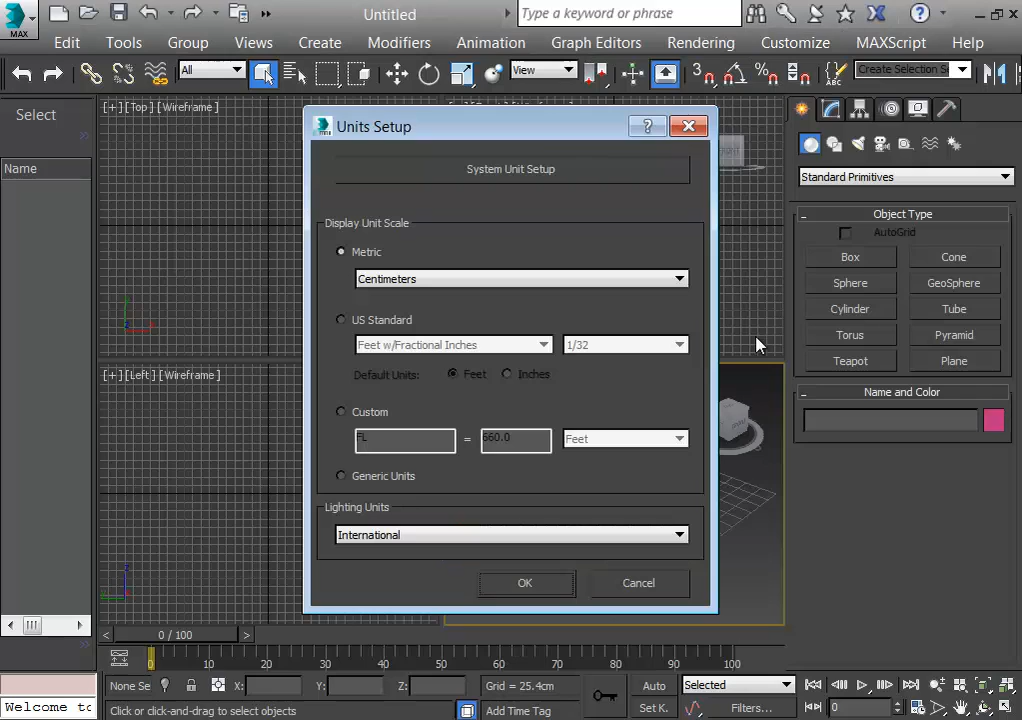 Untitled
Type a keyword or phrase
MAX
Edit Tools Group Views Create Modifiers Animation Graph Editors Rendering Customize MAXScript Help
All
View
3
Create Selection Se
Select
Name
[+] [Top] [Wireframe]
[+] [Left] [Wireframe]
Units Setup
System Unit Setup
Display Unit Scale
Metric
Centimeters
US Standard
Feet w/Fractional Inches 1/32
Default Units: Feet Inches
Custom
FL = 660.0 Feet
Generic Units
Lighting Units
International
OK Cancel
Standard Primitives
Object Type
AutoGrid
Box Cone
Sphere GeoSphere
Cylinder Tube
Torus Pyramid
Teapot Plane
Name and Color
0 / 100
0 10 20 30 40 50 60 70 80 90 100
None Se X: Y: Z: Grid = 25.4cm Auto Selected
Welcome to Click or click-and-drag to select objects Add Time Tag Set K. Filters... 0